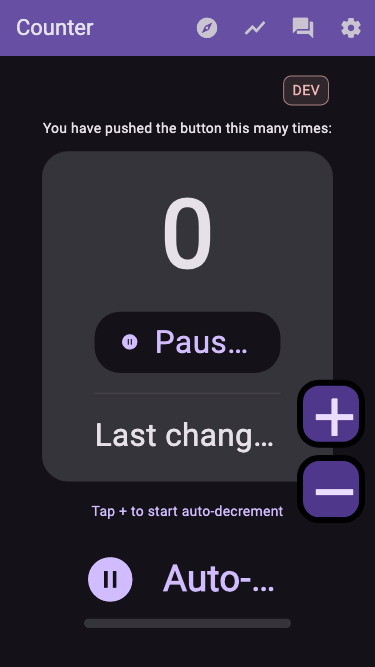 Counter
DEV
You have pushed the button this many times:
0
Paus...
Last chang...
Tap + to start auto-decrement
Auto-...